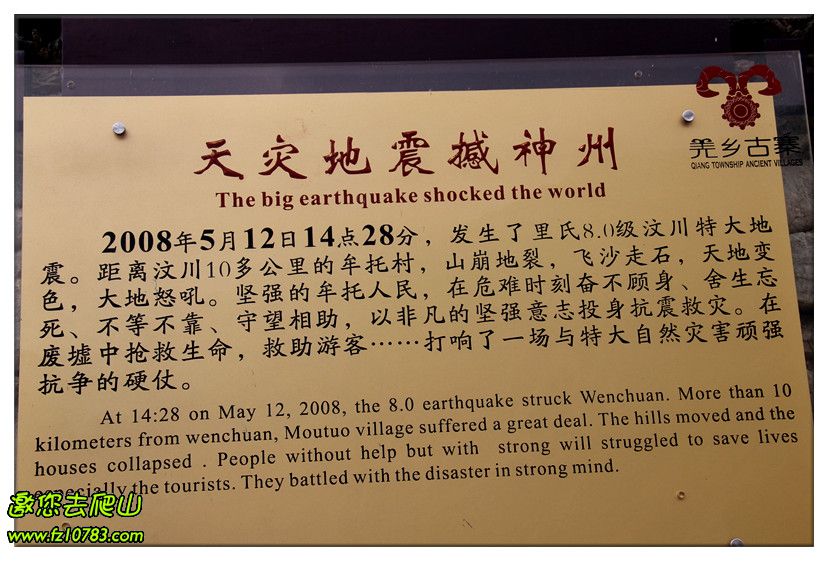 羌乡古寨
QIANG TOWNSHIP ANCIENT VILLAGES
天灾地震撼神州
The big earthquake shocked the world
2008年5月12日14点28分，发生了里氏8.0级汶川特大地
震。距离汶川10多公里的牟托村，山崩地裂，飞沙走石，天地变
色，大地怒吼。坚强的牟托人民，在危难时刻奋不顾身、舍生忘
死、不等不靠、守望相助，以非凡的坚强意志投身抗震救灾。在
废墟中抢救生命，救助游客……打响了一场与特大自然灾害顽强
抗争的硬仗。
At 14:28 on May 12, 2008, the 8.0 earthquake struck Wenchuan. More than 10
kilometers from wenchuan, Moutuo village suffered a great deal. The hills moved and the
houses collapsed . People without help but with strong will struggled to save lives
especially the tourists. They battled with the disaster in strong mind.
邀您去爬山
www.fz10783.com